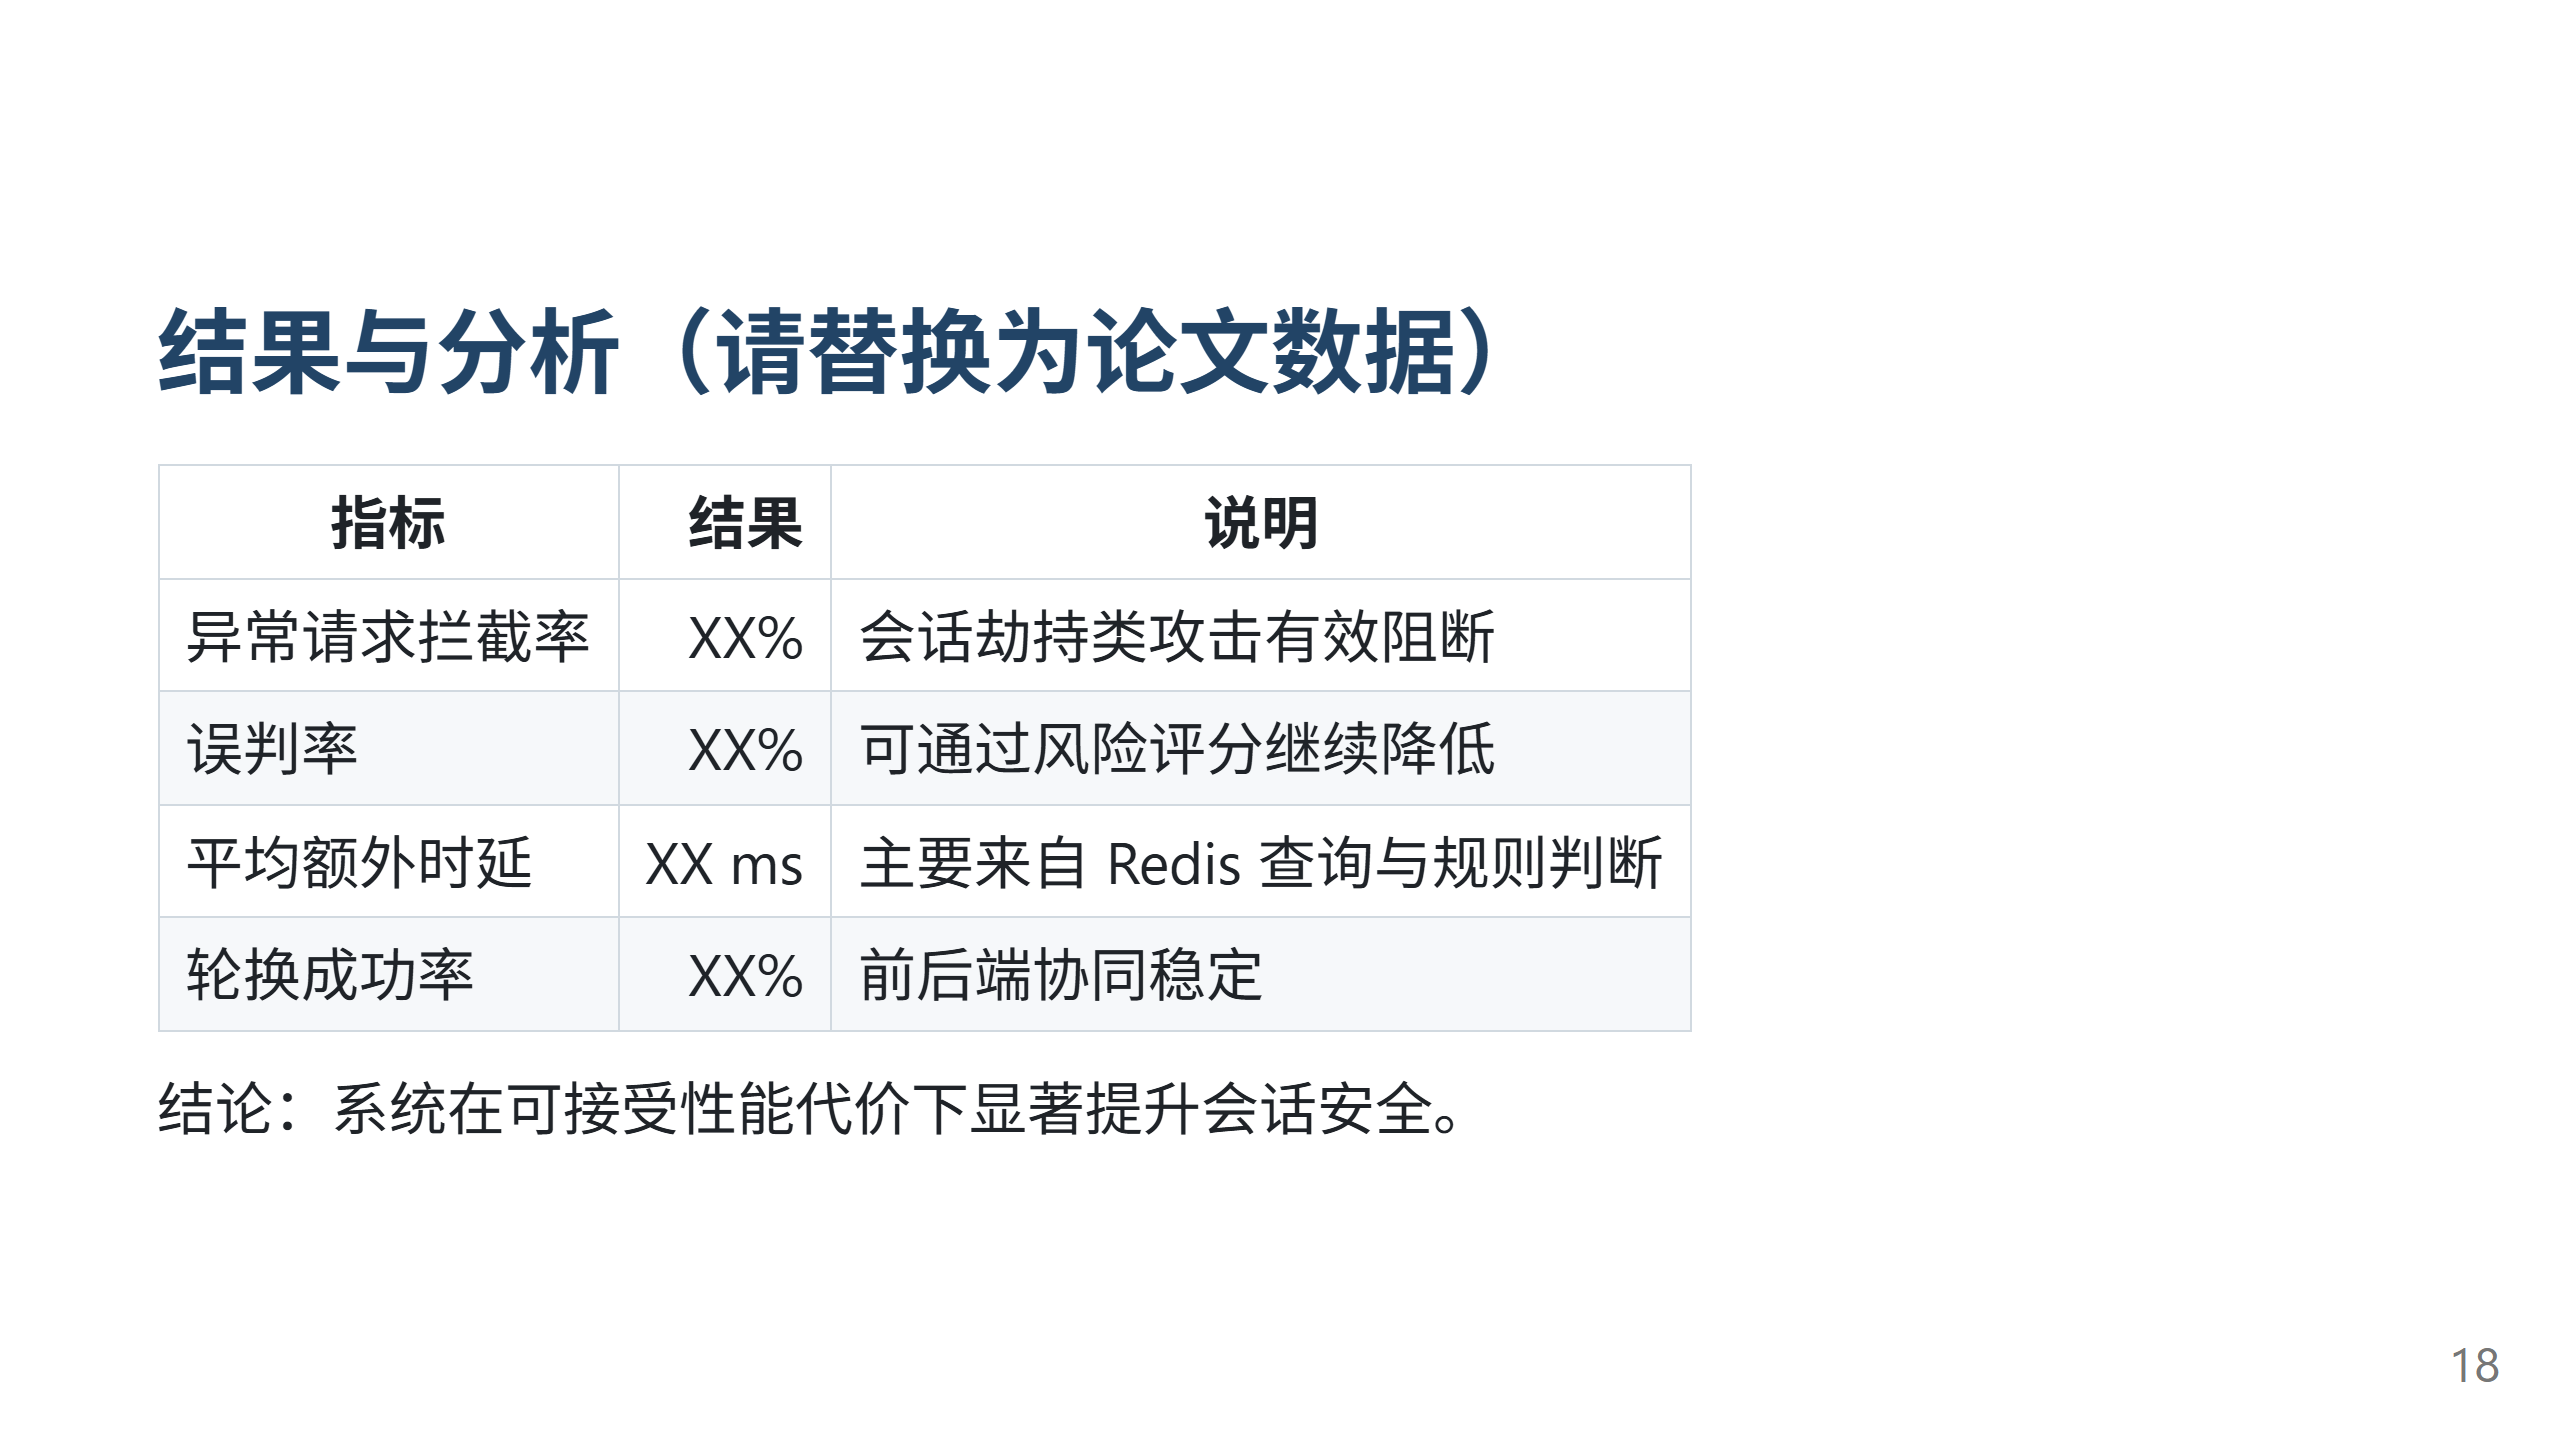 结果与分析（请替换为论文数据）
指标 结果 说明
异常请求拦截率 XX% 会话劫持类攻击有效阻断
误判率 XX% 可通过风险评分继续降低
平均额外时延 XX ms 主要来自 Redis 查询与规则判断
轮换成功率 XX% 前后端协同稳定
结论：系统在可接受性能代价下显著提升会话安全。
18